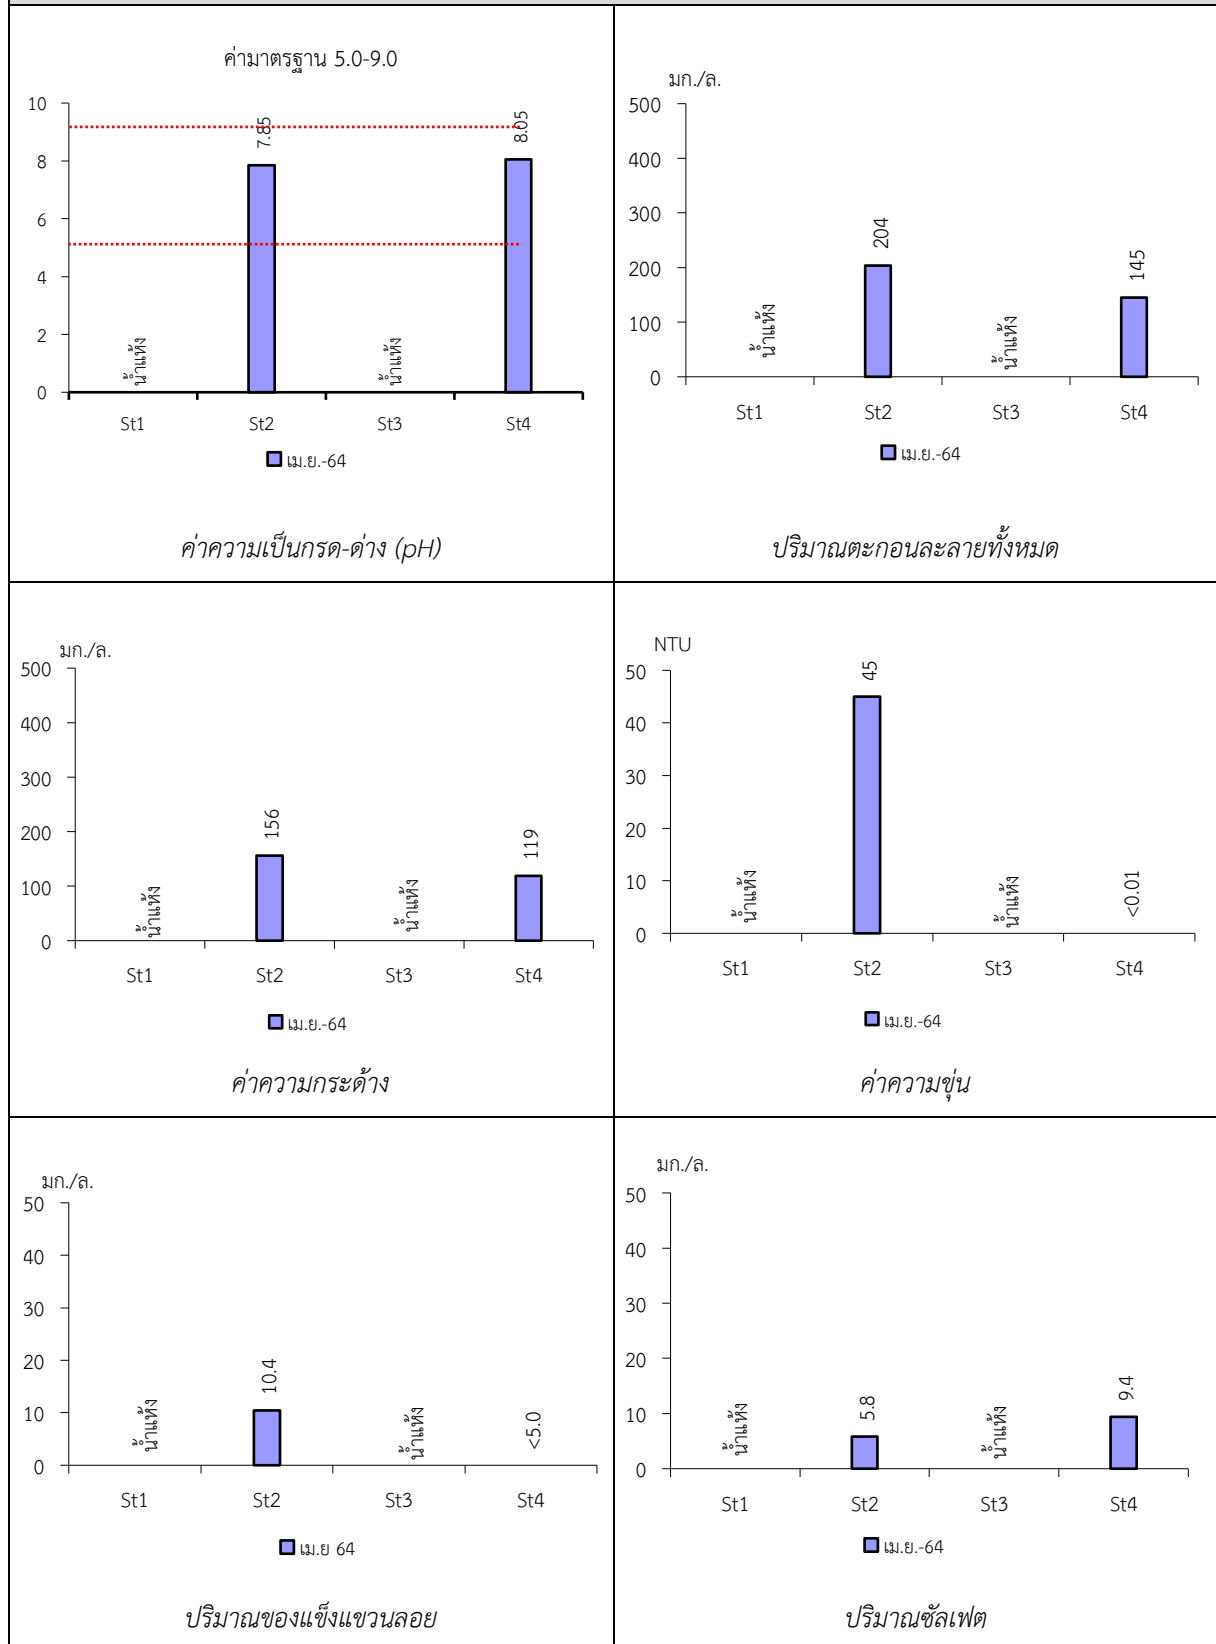 ค่ามาตรฐาน 5.0-9.0
10
8
6
4
2
0
น้ำแห้ง
7.85
น้ำแห้ง
8.05
St1 St2 St3 St4
เม.ย.-64
ค่าความเป็นกรด-ด่าง (pH)
มก./ล.
500
400
300
200
100
0
น้ำแห้ง
204
น้ำแห้ง
145
St1 St2 St3 St4
เม.ย.-64
ปริมาณตะกอนละลายทั้งหมด
มก./ล.
500
400
300
200
100
0
น้ำแห้ง
156
น้ำแห้ง
119
St1 St2 St3 St4
เม.ย.-64
ค่าความกระด้าง
NTU
50
40
30
20
10
0
น้ำแห้ง
45
น้ำแห้ง
<0.01
St1 St2 St3 St4
เม.ย.-64
ค่าความขุ่น
มก./ล.
50
40
30
20
10
0
น้ำแห้ง
10.4
น้ำแห้ง
<5.0
St1 St2 St3 St4
เม.ย 64
ปริมาณของแข็งแขวนลอย
มก./ล.
50
40
30
20
10
0
น้ำแห้ง
5.8
น้ำแห้ง
9.4
St1 St2 St3 St4
เม.ย.-64
ปริมาณซัลเฟต